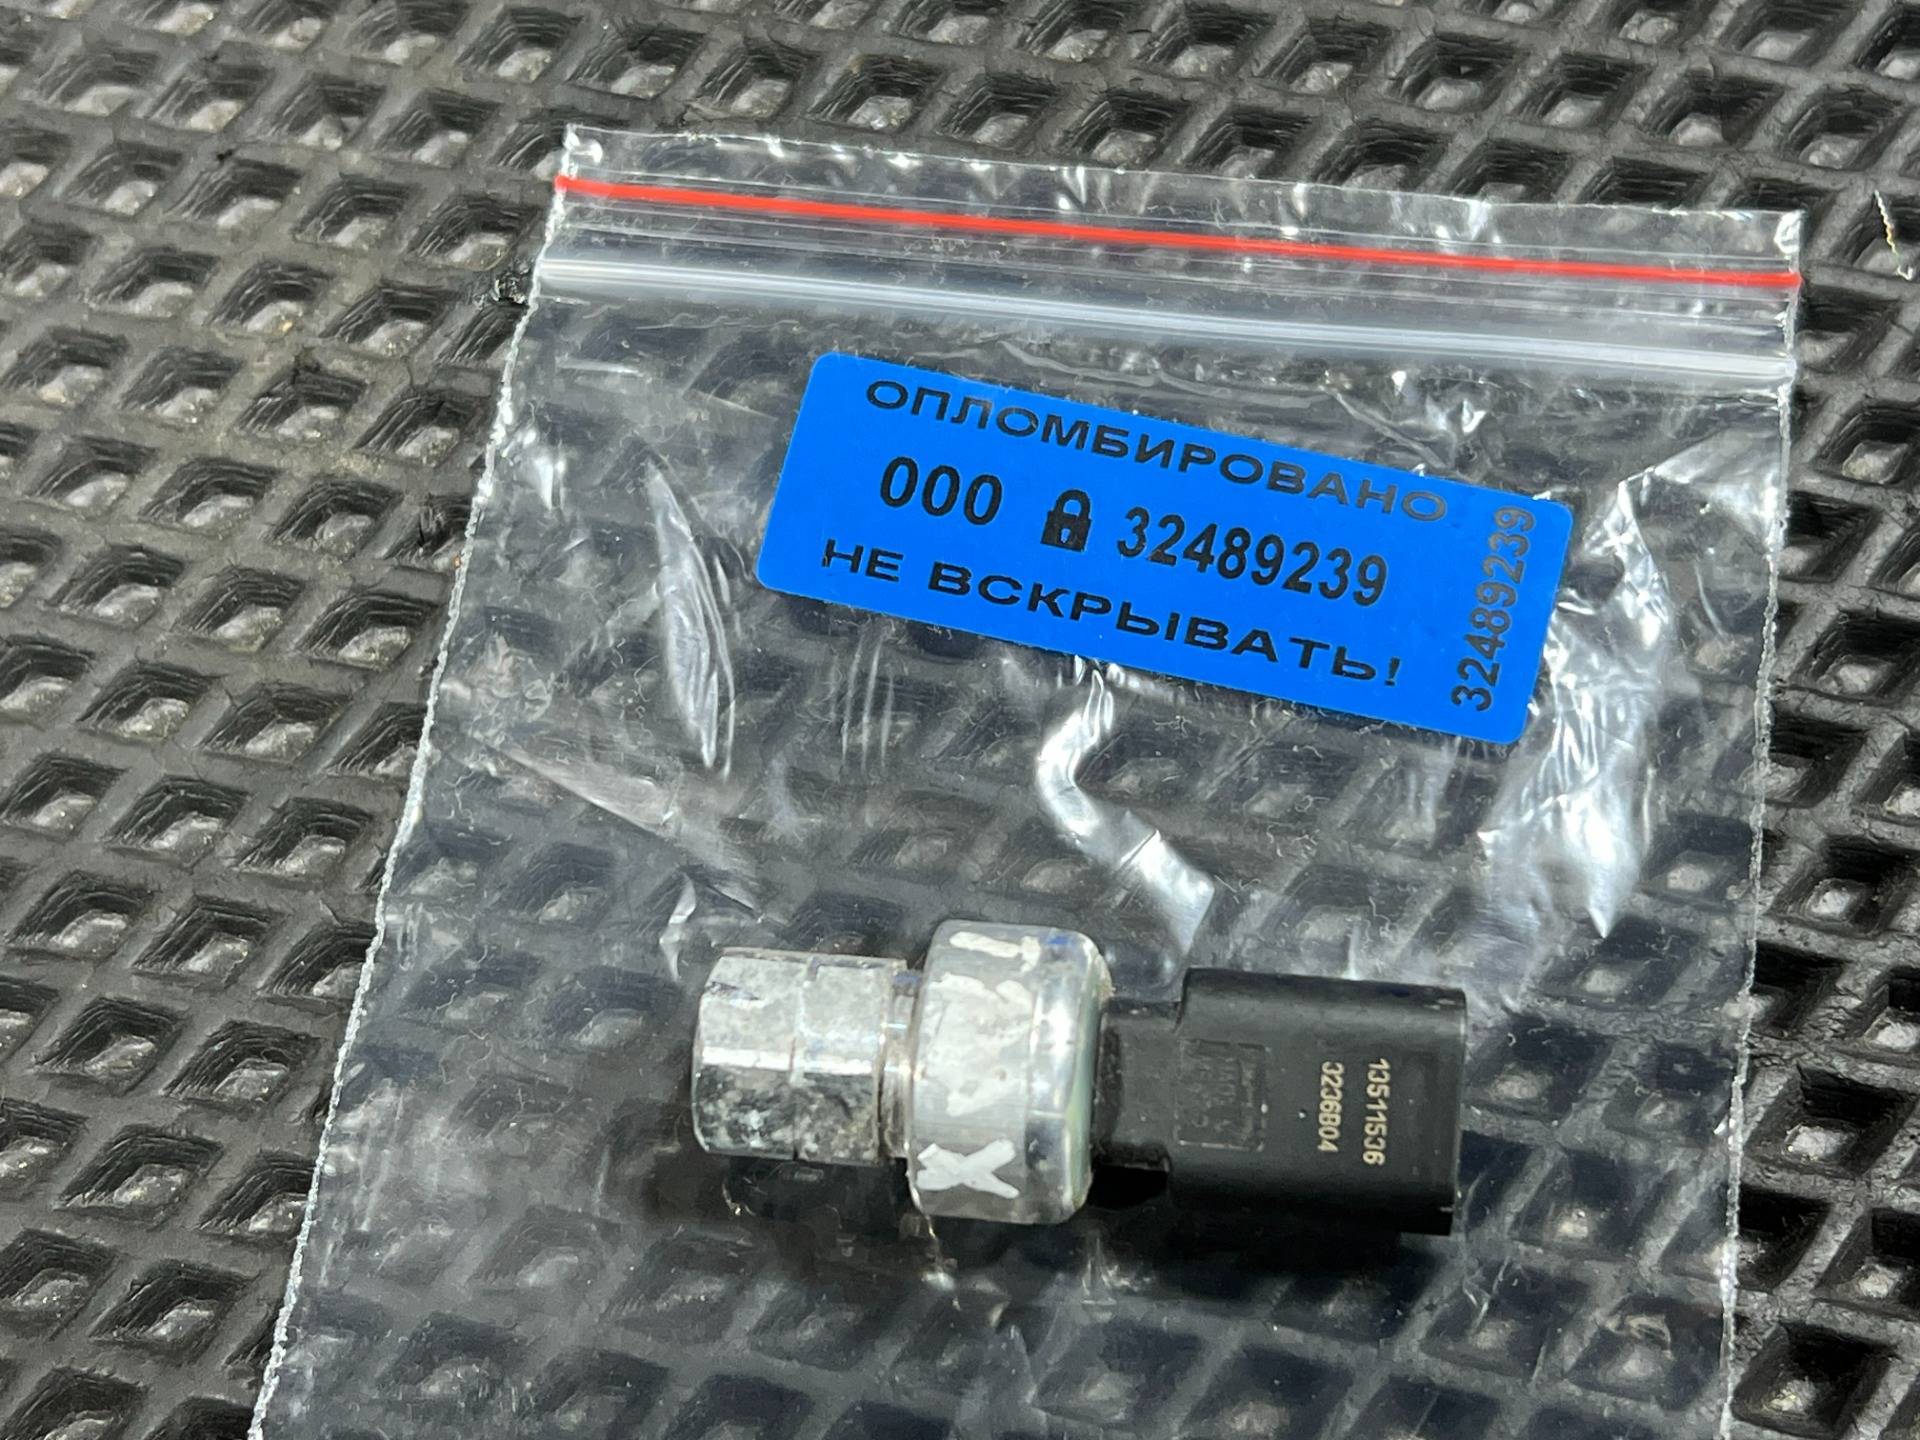 ОПЛОМБИРОВАНО
000 32489239
НЕ ВСКРЫВАТЬ!
32489239
X
13511536
3236804